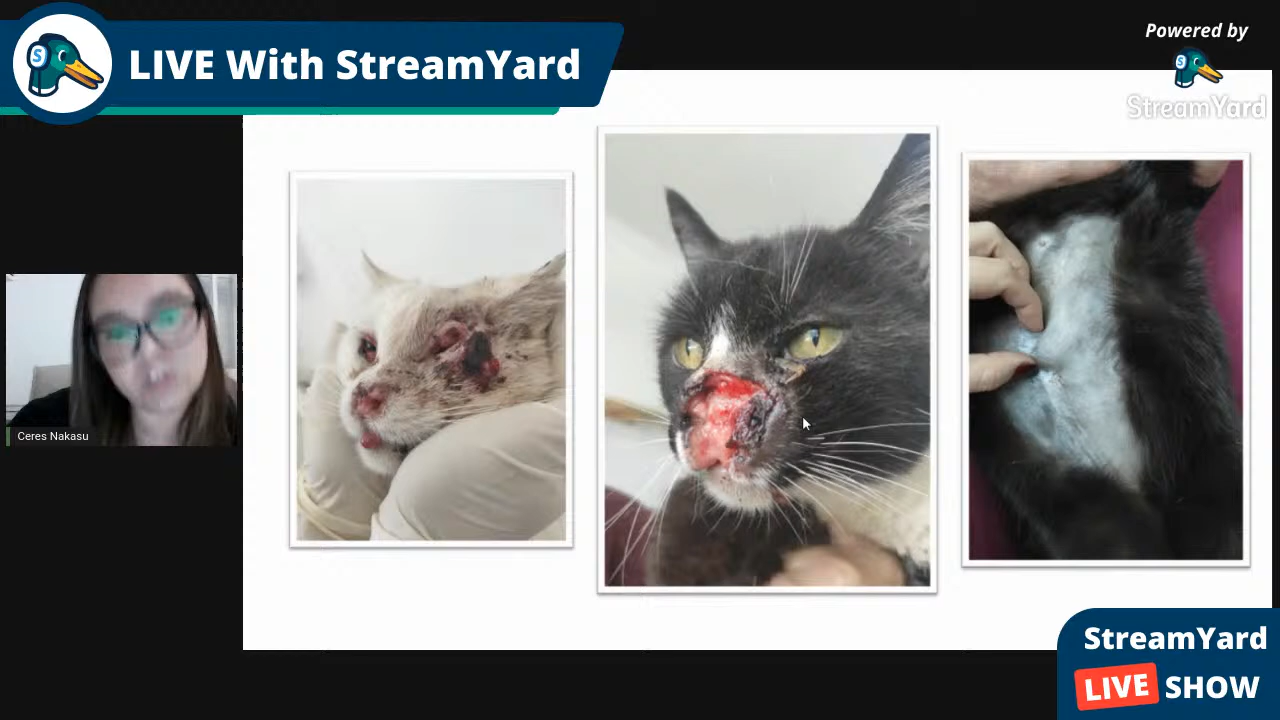 LIVE With StreamYard
Powered by
StreamYard
S
S
Ceres Nakasu
StreamYard
LIVE SHOW